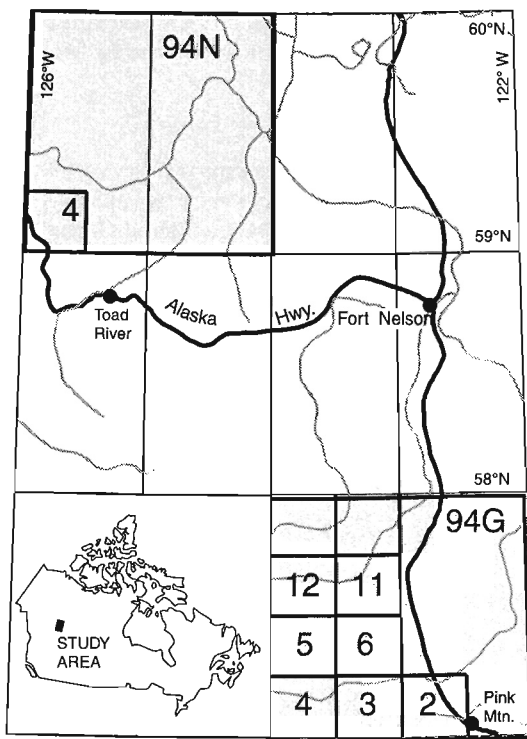 60°N.
94N
126°W
122° W
4
59°N
Toad
River
Alaska
Hwy.
Fort Nelson
58°N
94G
12
11
STUDY
AREA
5
6
4
3
2
Pink
Mtn.